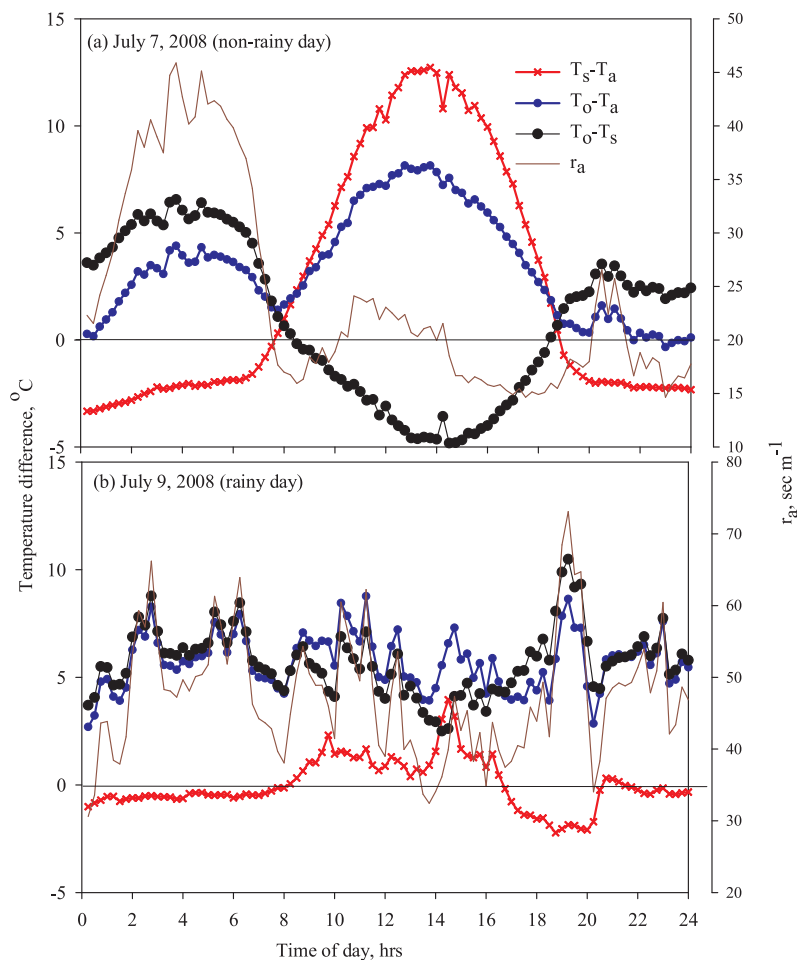 15
10
5
0
-5
50
45
40
35
30
25
20
15
10
(a) July 7, 2008 (non-rainy day)
Ts-Ta
To-Ta
To-Ts
ra
Temperature difference, °C
ra, sec m-1
15
10
5
0
-5
80
70
60
50
40
30
20
(b) July 9, 2008 (rainy day)
0 2 4 6 8 10 12 14 16 18 20 22 24
Time of day, hrs